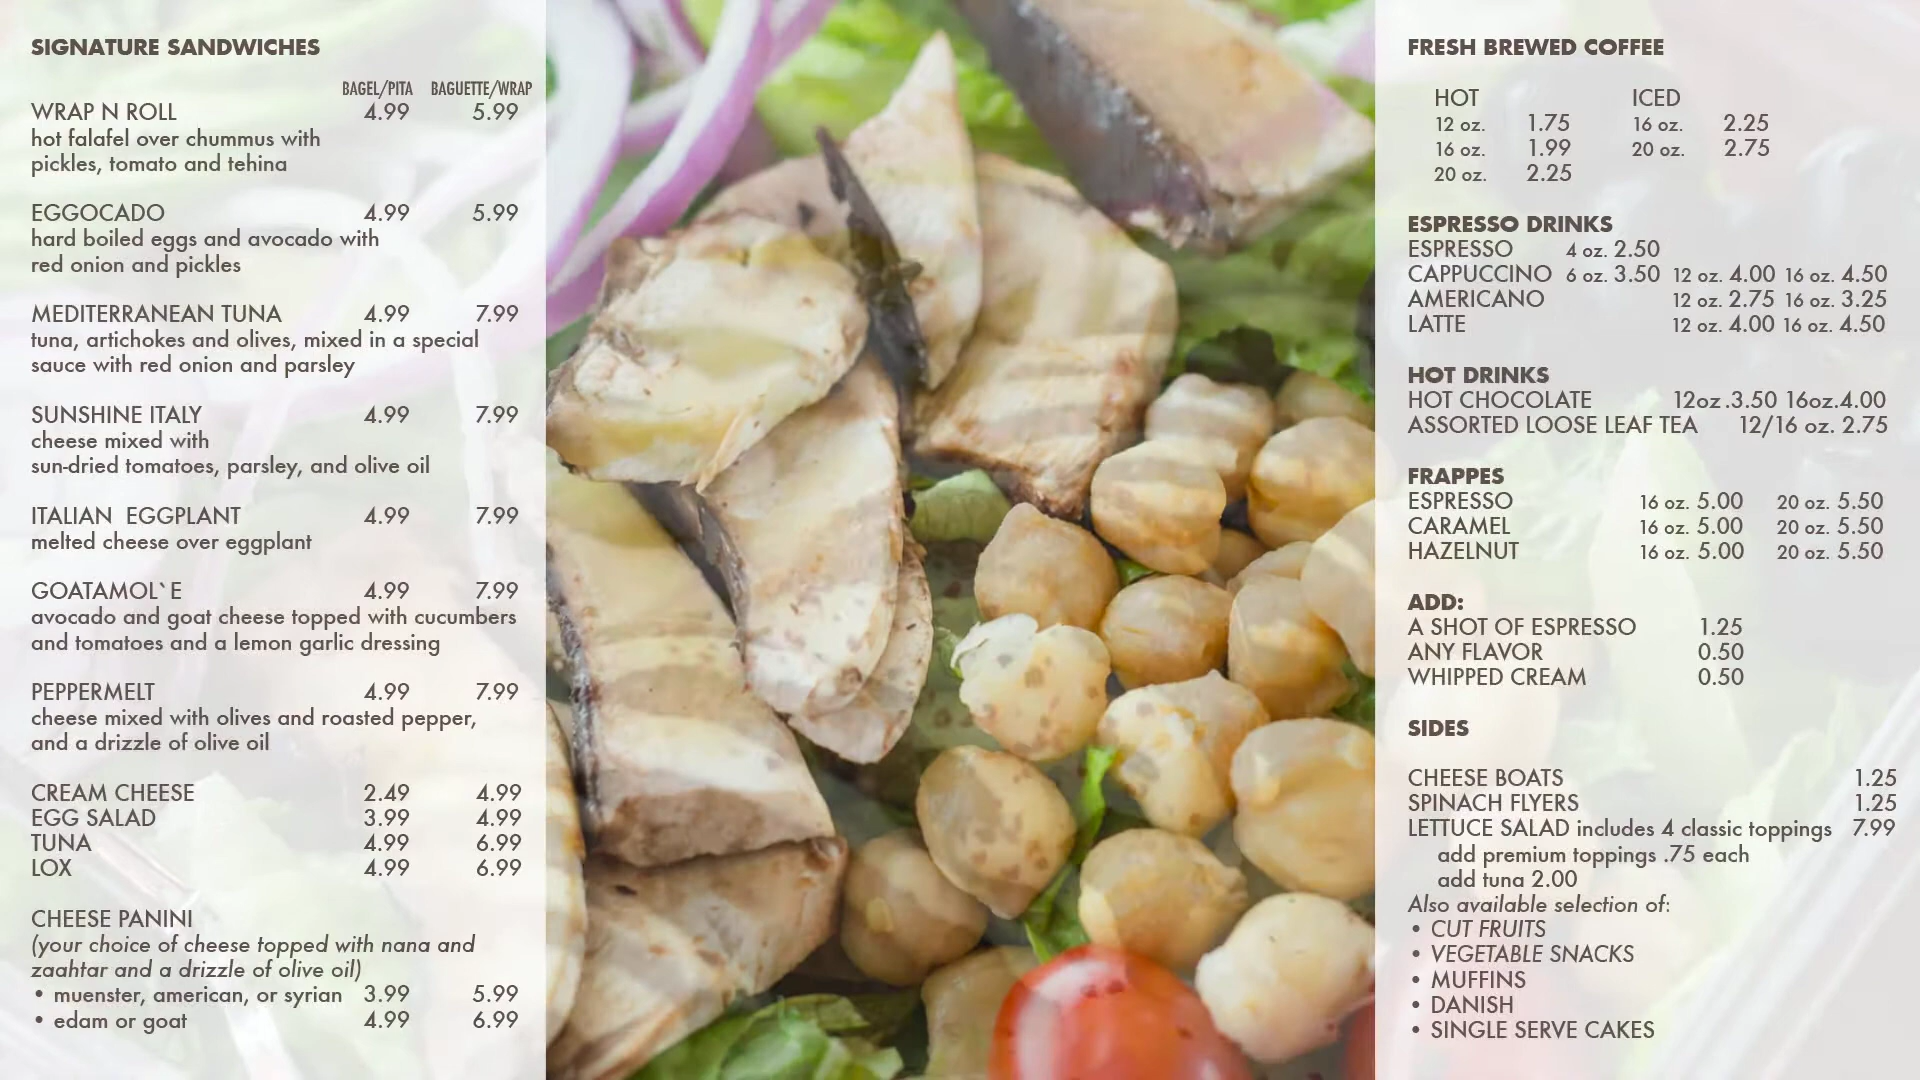 SIGNATURE SANDWICHES
BAGEL/PITA BAGUETTE/WRAP
WRAP N ROLL 4.99 5.99
hot falafel over chummus with
pickles, tomato and tehina
EGGOCADO 4.99 5.99
hard boiled eggs and avocado with
red onion and pickles
MEDITERRANEAN TUNA 4.99 7.99
tuna, artichokes and olives, mixed in a special
sauce with red onion and parsley
SUNSHINE ITALY 4.99 7.99
cheese mixed with
sun-dried tomatoes, parsley, and olive oil
ITALIAN EGGPLANT 4.99 7.99
melted cheese over eggplant
GOATAMOL`E 4.99 7.99
avocado and goat cheese topped with cucumbers
and tomatoes and a lemon garlic dressing
PEPPERMELT 4.99 7.99
cheese mixed with olives and roasted pepper,
and a drizzle of olive oil
CREAM CHEESE 2.49 4.99
EGG SALAD 3.99 4.99
TUNA 4.99 6.99
LOX 4.99 6.99
CHEESE PANINI
(your choice of cheese topped with nana and
zaahtar and a drizzle of olive oil)
• muenster, american, or syrian 3.99 5.99
• edam or goat 4.99 6.99
FRESH BREWED COFFEE
HOT ICED
12 oz. 1.75 16 oz. 2.25
16 oz. 1.99 20 oz. 2.75
20 oz. 2.25
ESPRESSO DRINKS
ESPRESSO 4 oz. 2.50
CAPPUCCINO 6 oz. 3.50 12 oz. 4.00 16 oz. 4.50
AMERICANO 12 oz. 2.75 16 oz. 3.25
LATTE 12 oz. 4.00 16 oz. 4.50
HOT DRINKS
HOT CHOCOLATE 12oz .3.50 16oz.4.00
ASSORTED LOOSE LEAF TEA 12/16 oz. 2.75
FRAPPES
ESPRESSO 16 oz. 5.00 20 oz. 5.50
CARAMEL 16 oz. 5.00 20 oz. 5.50
HAZELNUT 16 oz. 5.00 20 oz. 5.50
ADD:
A SHOT OF ESPRESSO 1.25
ANY FLAVOR 0.50
WHIPPED CREAM 0.50
SIDES
CHEESE BOATS 1.25
SPINACH FLYERS 1.25
LETTUCE SALAD includes 4 classic toppings 7.99
add premium toppings .75 each
add tuna 2.00
Also available selection of:
• CUT FRUITS
• VEGETABLE SNACKS
• MUFFINS
• DANISH
• SINGLE SERVE CAKES